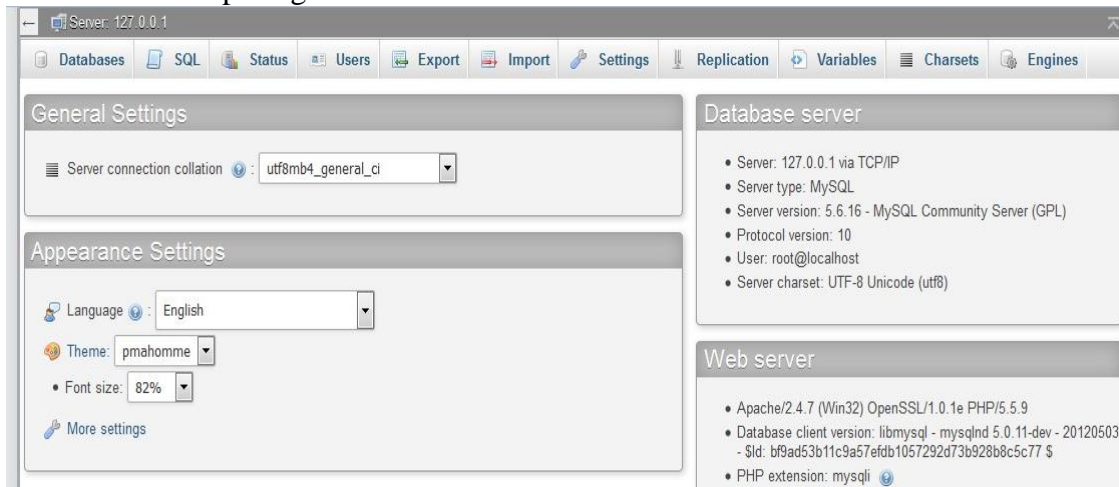 Server: 127.0.0.1
Databases SQL Status Users Export Import Settings Replication Variables Charsets Engines
General Settings
Server connection collation : utf8mb4_general_ci
Appearance Settings
Language : English
Theme: pmahomme
Font size: 82%
More settings
Database server
Server: 127.0.0.1 via TCP/IP
Server type: MySQL
Server version: 5.6.16 - MySQL Community Server (GPL)
Protocol version: 10
User: root@localhost
Server charset: UTF-8 Unicode (utf8)
Web server
Apache/2.4.7 (Win32) OpenSSL/1.0.1e PHP/5.5.9
Database client version: libmysql - mysqlnd 5.0.11-dev - 20120503
- $Id: bf9ad53b11c9a57efdb1057292d73b928b8c5c77 $
PHP extension: mysqli